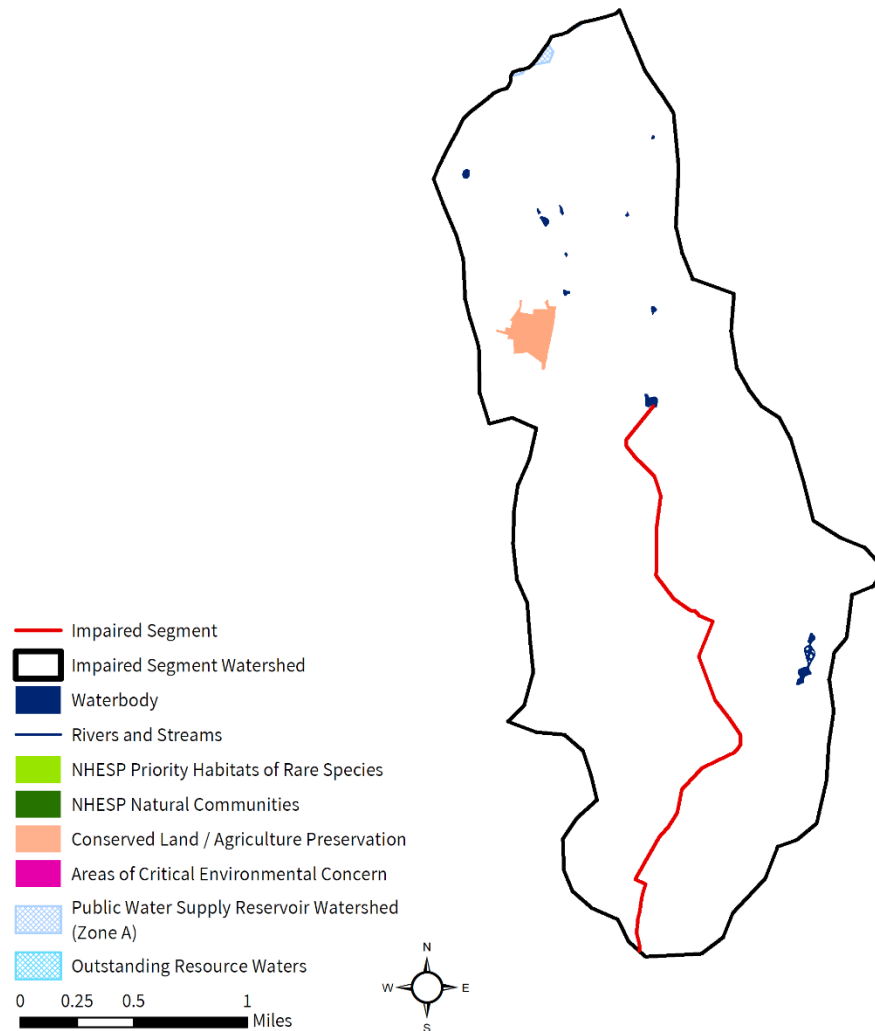 Impaired Segment
Impaired Segment Watershed
Waterbody
Rivers and Streams
NHESP Priority Habitats of Rare Species
NHESP Natural Communities
Conserved Land / Agriculture Preservation
Areas of Critical Environmental Concern
Public Water Supply Reservoir Watershed
(Zone A)
Outstanding Resource Waters
0 0.25 0.5 1
Miles
N
W E
S